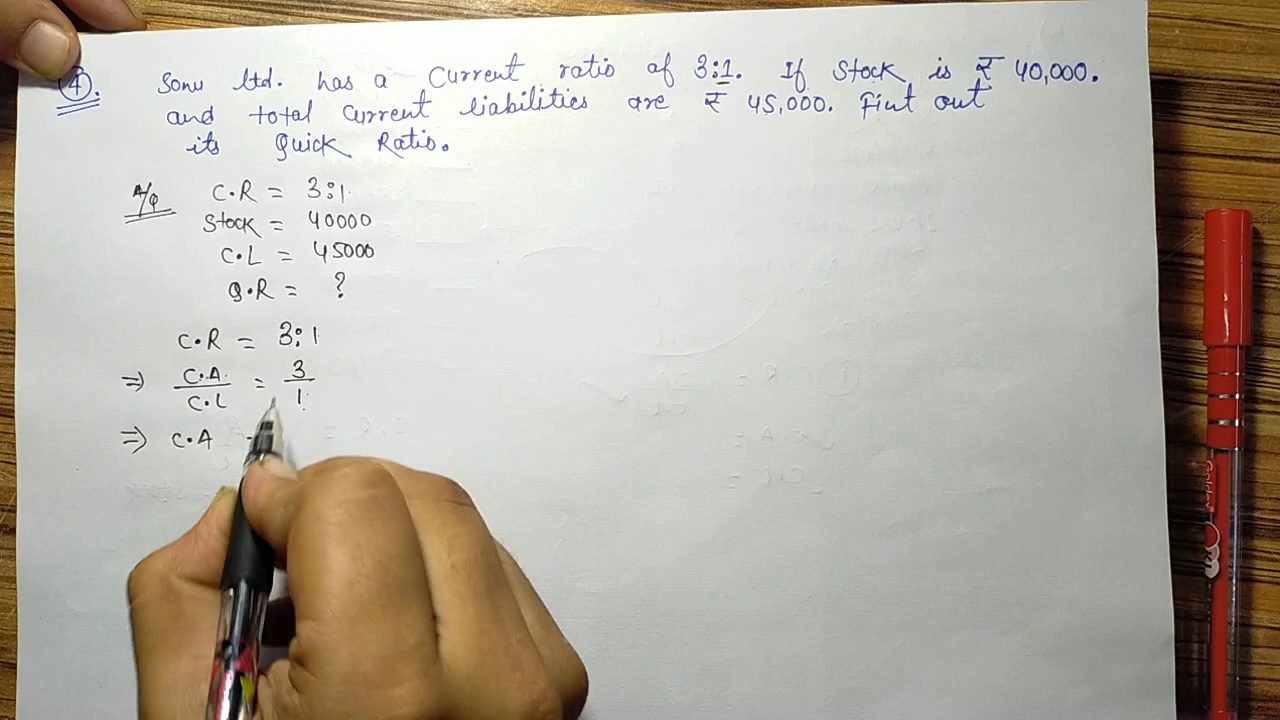 ④. Sonu ltd. has a Current ratio of 3:1. If Stock is ₹ 40,000.
and total Current liabilities are ₹ 45,000. Fint out
its Quick Ratio.
A/Q C.R = 3:1
Stock = 40000
C.L = 45000
Q.R = ?
C.R = 3:1
⇒ C.A. / C.L = 3 / 1
⇒ C.A